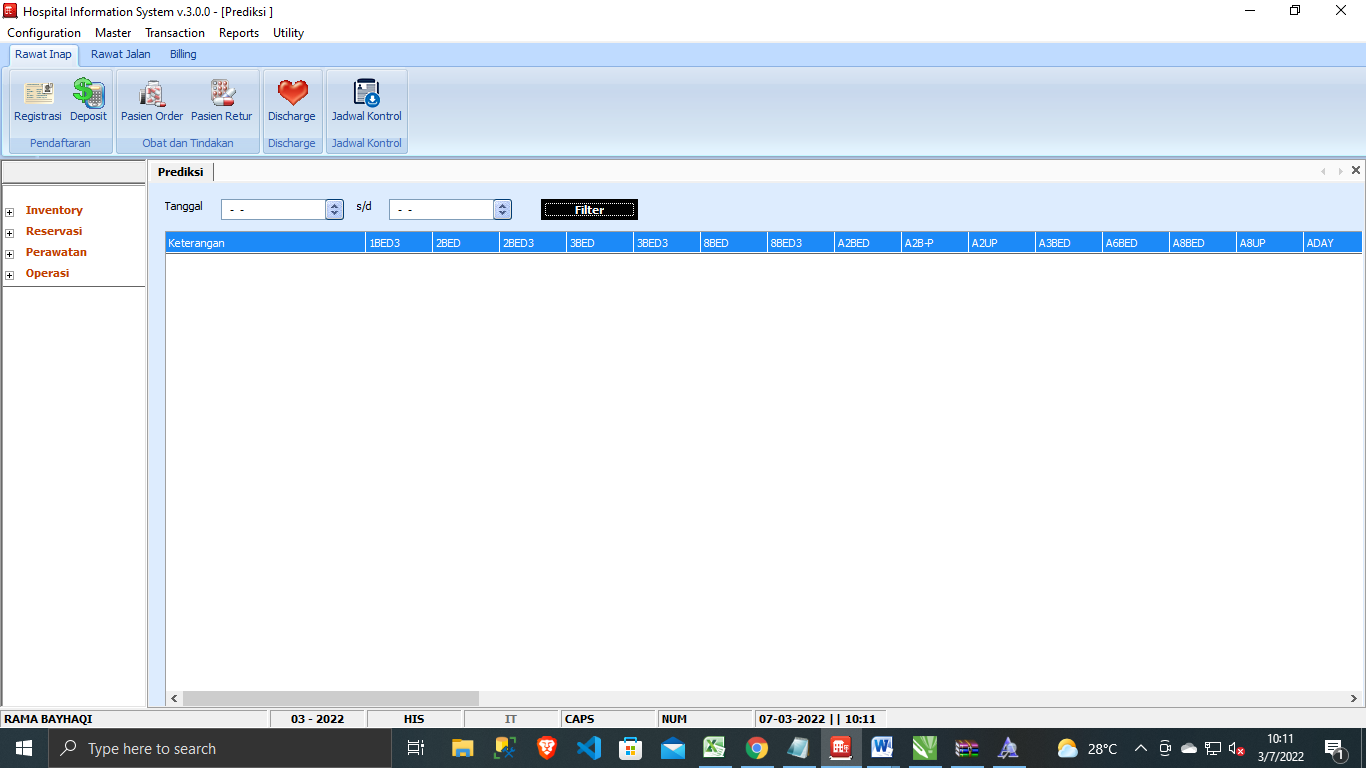 Hospital Information System v.3.0.0 - [Prediksi ]
Configuration Master Transaction Reports Utility
Rawat Inap Rawat Jalan Billing
Registrasi Deposit Pasien Order Pasien Retur Discharge Jadwal Kontrol
Pendaftaran Obat dan Tindakan Discharge Jadwal Kontrol
Prediksi
Inventory
Reservasi
Perawatan
Operasi
Tanggal - - s/d - - Filter
Keterangan 1BED3 2BED 2BED3 3BED 3BED3 8BED 8BED3 A2BED A2B-P A2UP A3BED A6BED A8BED A8UP ADAY
RAMA BAYHAQI 03 - 2022 HIS IT CAPS NUM 07-03-2022 || 10:11
Type here to search 28°C 10:11
3/7/2022 1